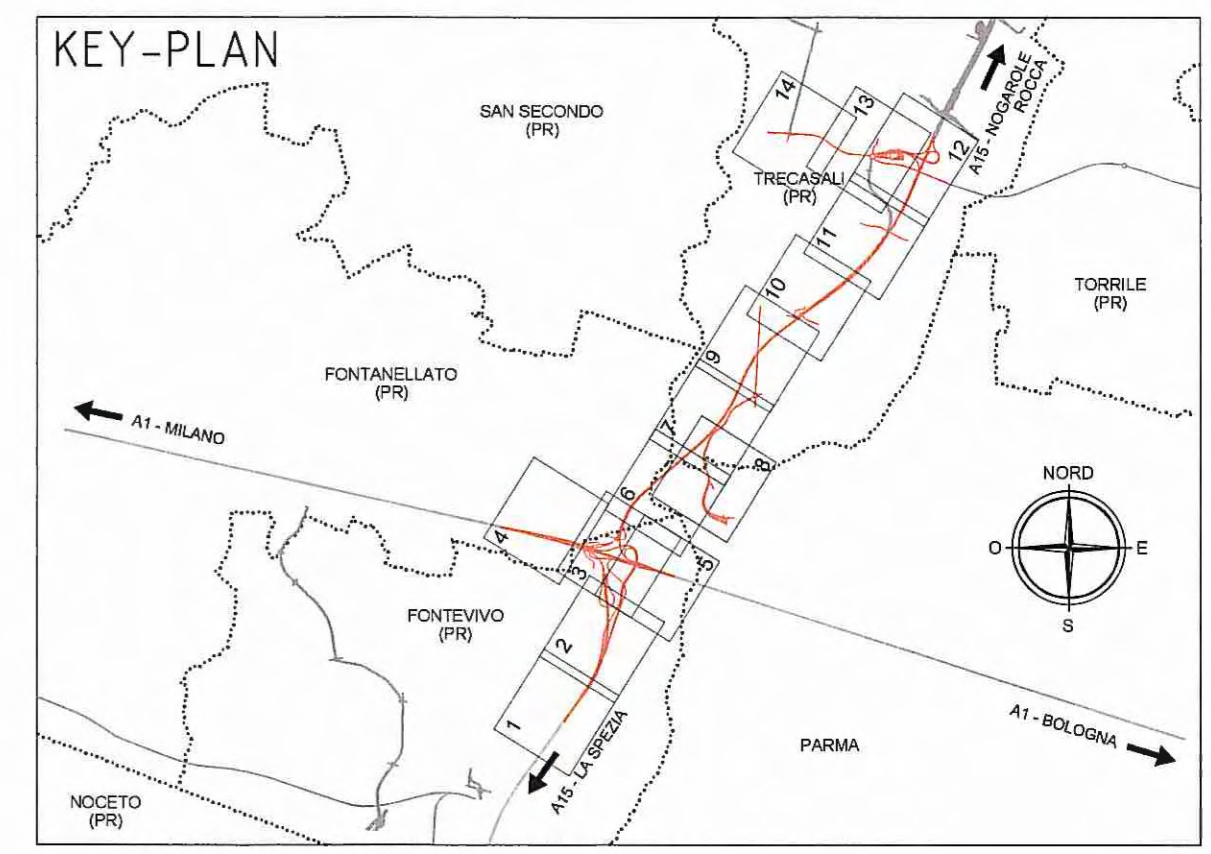 KEY-PLAN
SAN SECONDO
(PR)
A15 - NOGAROLE
ROCCA
14
13
12
TRECASALI
(PR)
11
TORRILE
(PR)
10
9
FONTANELLATO
(PR)
A1 - MILANO
7
8
6
NORD
O
E
S
4
3
5
FONTEVIVO
(PR)
2
1
A15 - LA SPEZIA
A1 - BOLOGNA
PARMA
NOCETO
(PR)